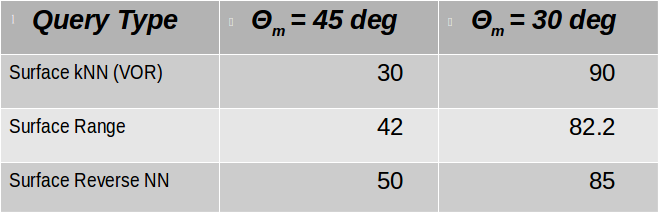 Query Type Θm = 45 deg Θm = 30 deg
Surface kNN (VOR) 30 90
Surface Range 42 82.2
Surface Reverse NN 50 85